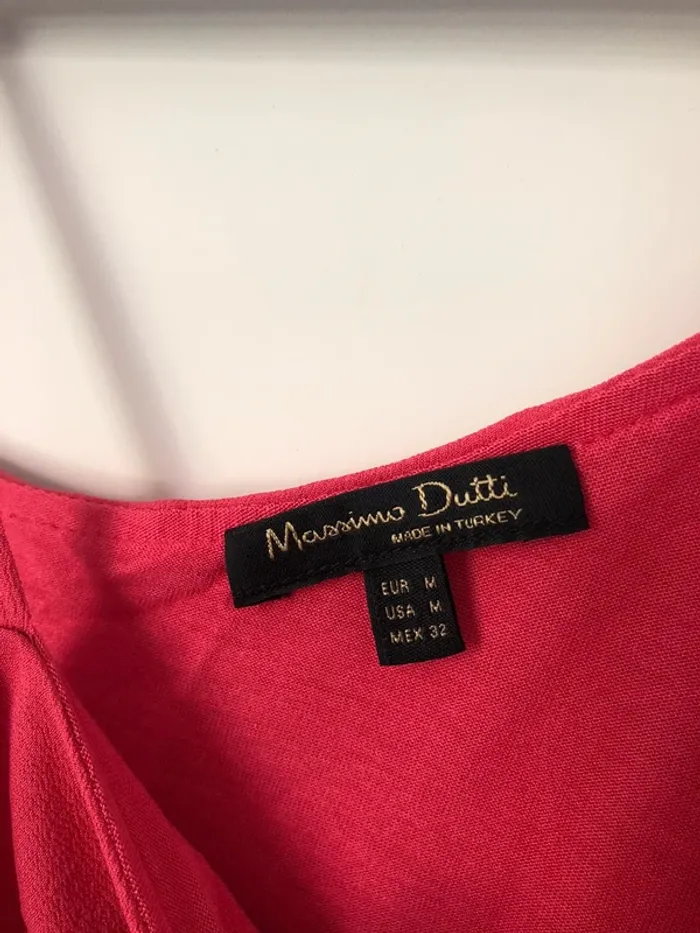 Massimo Dutti
MADE IN TURKEY
EUR M
USA M
MEX 32